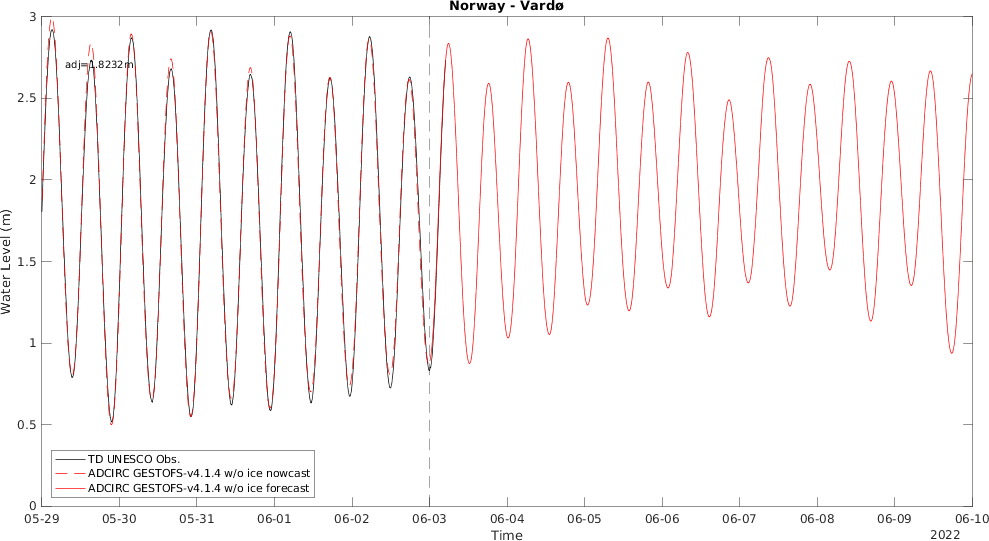 Norway - Vardø
adj=1.8232m
Water Level (m)
3
2.5
2
1.5
1
0.5
0
TD UNESCO Obs.
ADCIRC GESTOFS-v4.1.4 w/o ice nowcast
ADCIRC GESTOFS-v4.1.4 w/o ice forecast
05-29 05-30 05-31 06-01 06-02 06-03 06-04 06-05 06-06 06-07 06-08 06-09 06-10
Time
2022